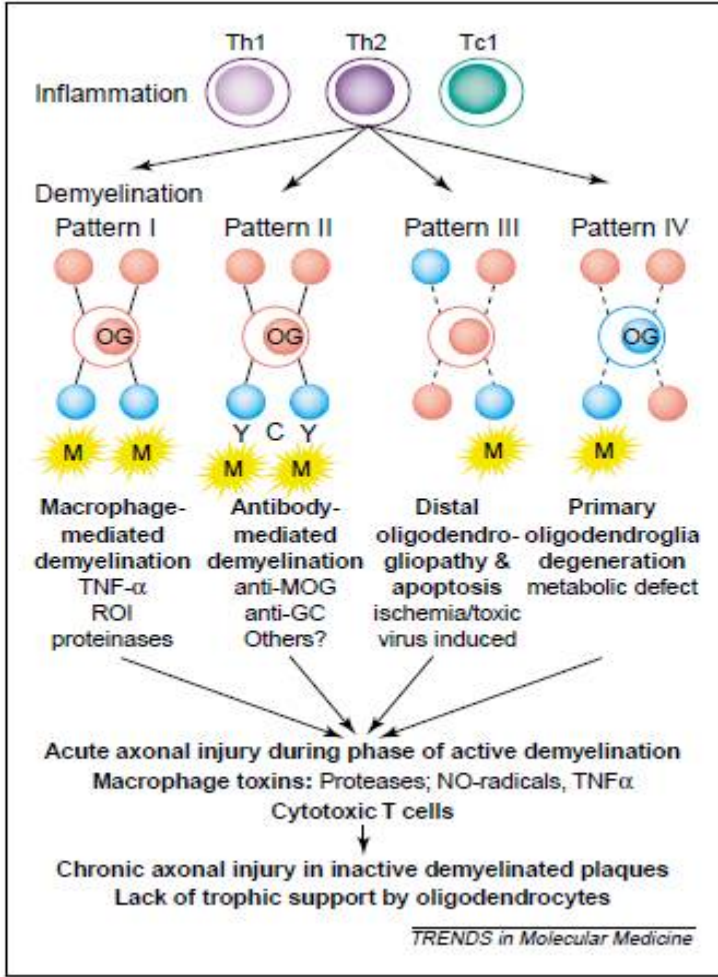 Th1 Th2 Tc1
Inflammation
Demyelination
Pattern I Pattern II Pattern III Pattern IV
OG OG OG
Y C Y
M M M M M M
Macrophage-
mediated
demyelination
TNF-α
ROI
proteinases
Antibody-
mediated
demyelination
anti-MOG
anti-GC
Others?
Distal
oligodendro-
gliopathy &
apoptosis
ischemia/toxic
virus induced
Primary
oligodendroglia
degeneration
metabolic defect
Acute axonal injury during phase of active demyelination
Macrophage toxins: Proteases; NO-radicals, TNFα
Cytotoxic T cells
Chronic axonal injury in inactive demyelinated plaques
Lack of trophic support by oligodendrocytes
TRENDS in Molecular Medicine